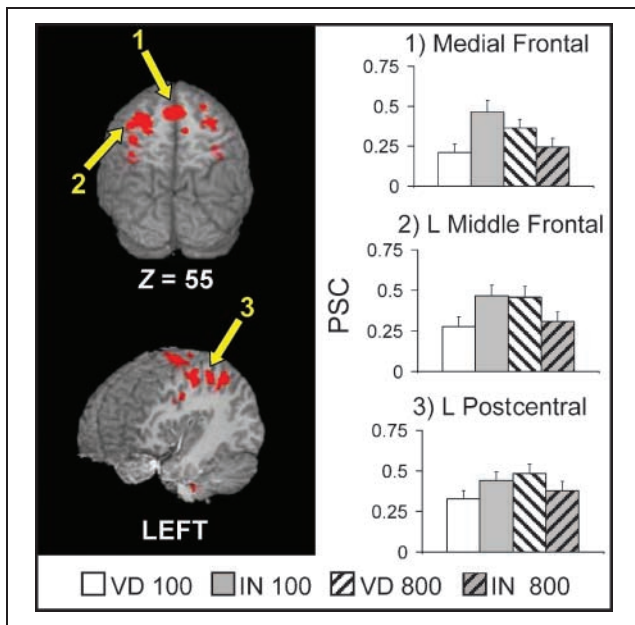 1
2
Z = 55
3
LEFT
PSC
1) Medial Frontal
0.75
0.5
0.25
0
2) L Middle Frontal
0.75
0.5
0.25
0
3) L Postcentral
0.75
0.5
0.25
0
VD 100 IN 100 VD 800 IN 800